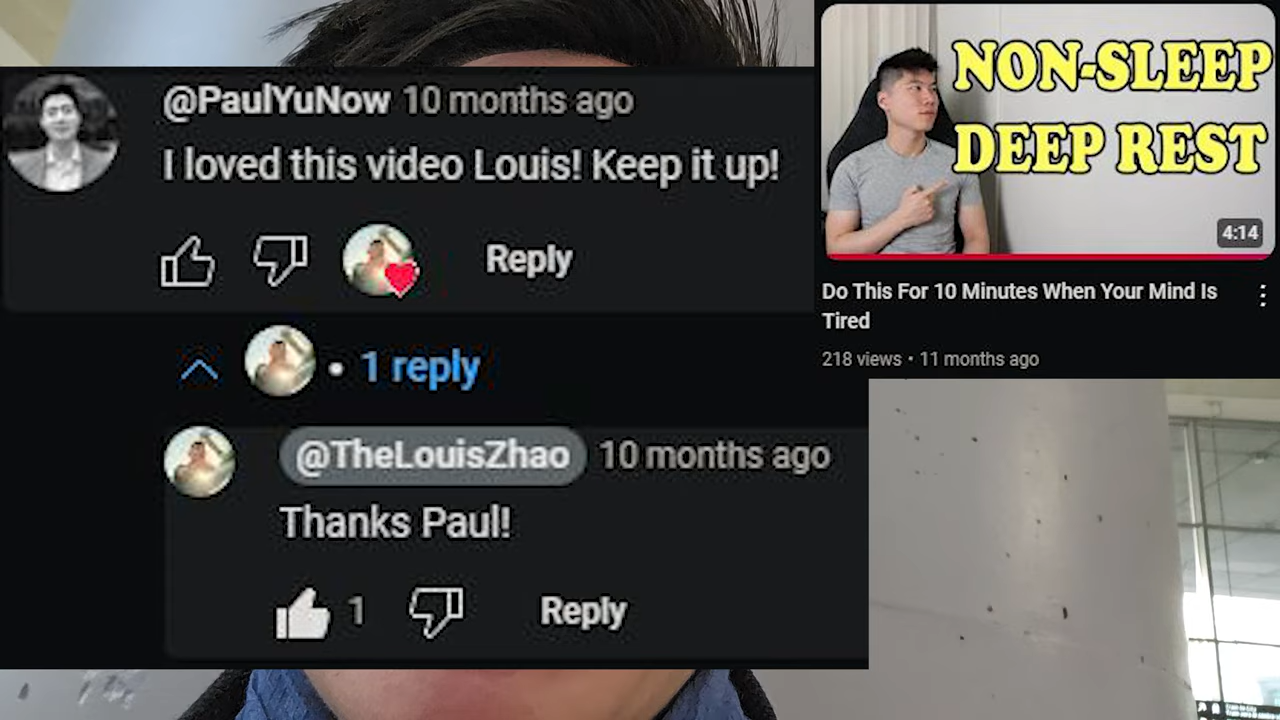 @PaulYuNow 10 months ago
I loved this video Louis! Keep it up!
Reply
1 reply
@TheLouisZhao 10 months ago
Thanks Paul!
1
Reply
NON-SLEEP
DEEP REST
4:14
Do This For 10 Minutes When Your Mind Is
Tired
218 views • 11 months ago